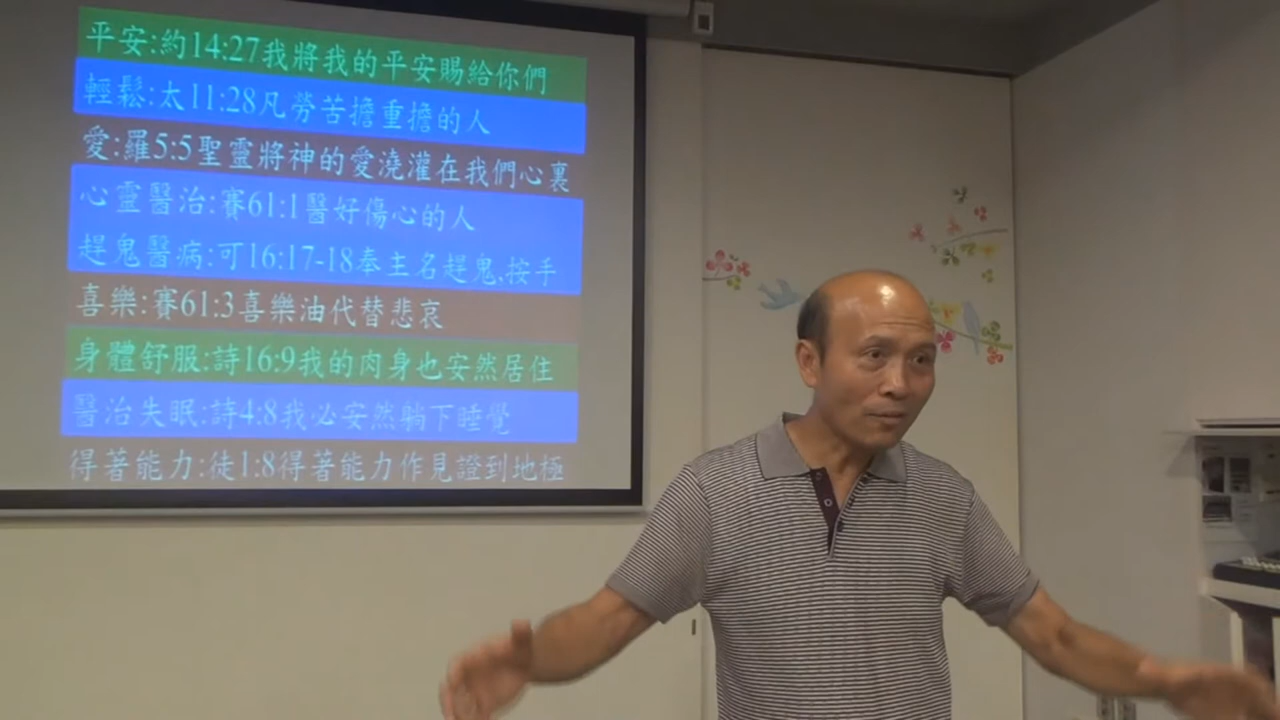 平安:約14:27我將我的平安賜給你們
輕鬆:太11:28凡勞苦擔重擔的人
愛:羅5:5聖靈將神的愛澆灌在我們心裏
心靈醫治:賽61:1醫好傷心的人
趕鬼醫病:可16:17-18奉主名趕鬼,按手
喜樂:賽61:3喜樂油代替悲哀
身體舒服:詩16:9我的肉身也安然居住
醫治失眠:詩4:8我必安然躺下睡覺
得著能力:徒1:8得著能力作見證到地極